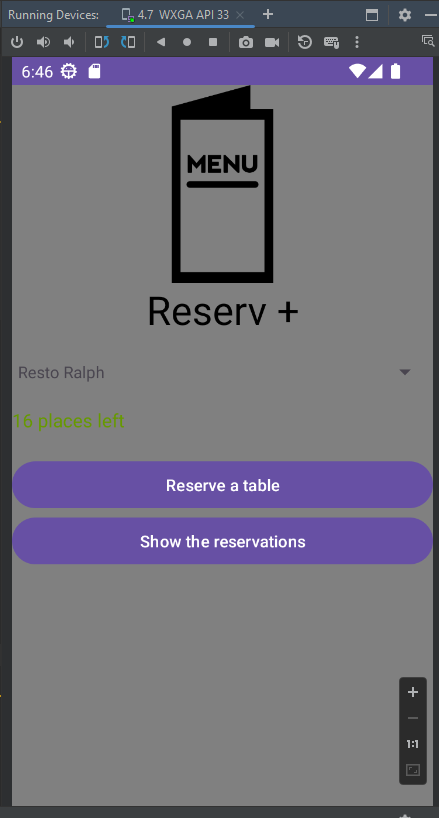 Running Devices: 4.7 WXGA API 33
6:46
MENU
Reserv +
Resto Ralph
16 places left
Reserve a table
Show the reservations
1:1